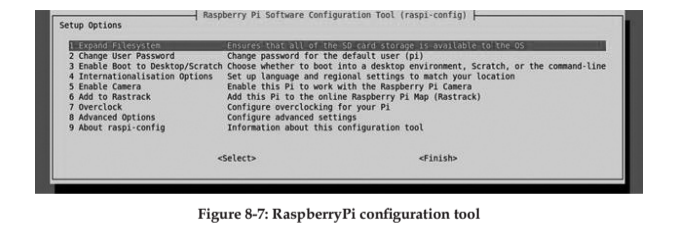 Raspberry Pi Software Configuration Tool (raspi-config)
Setup Options
1 Expand Filesystem Ensures that all of the SD card storage is available to the OS
2 Change User Password Change password for the default user (pi)
3 Enable Boot to Desktop/Scratch Choose whether to boot into a desktop environment, Scratch, or the command-line
4 Internationalisation Options Set up language and regional settings to match your location
5 Enable Camera Enable this Pi to work with the Raspberry Pi Camera
6 Add to Rastrack Add this Pi to the online Raspberry Pi Map (Rastrack)
7 Overclock Configure overclocking for your Pi
8 Advanced Options Configure advanced settings
9 About raspi-config Information about this configuration tool
<Select> <Finish>
Figure 8-7: RaspberryPi configuration tool